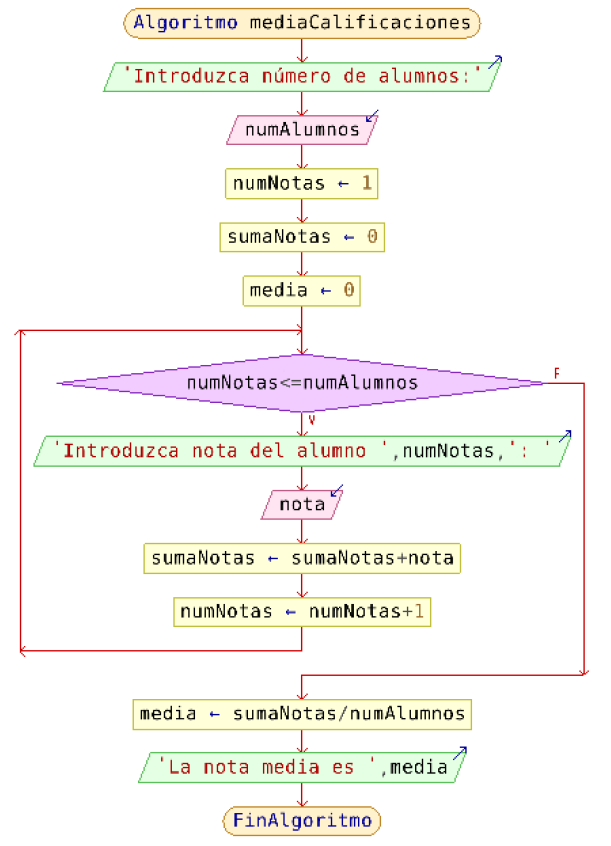 Algoritmo mediaCalificaciones
'Introduzca número de alumnos:'
numAlumnos
numNotas ← 1
sumaNotas ← 0
media ← 0
numNotas<=numAlumnos
F
V
'Introduzca nota del alumno ',numNotas,': '
nota
sumaNotas ← sumaNotas+nota
numNotas ← numNotas+1
media ← sumaNotas/numAlumnos
'La nota media es ',media
FinAlgoritmo